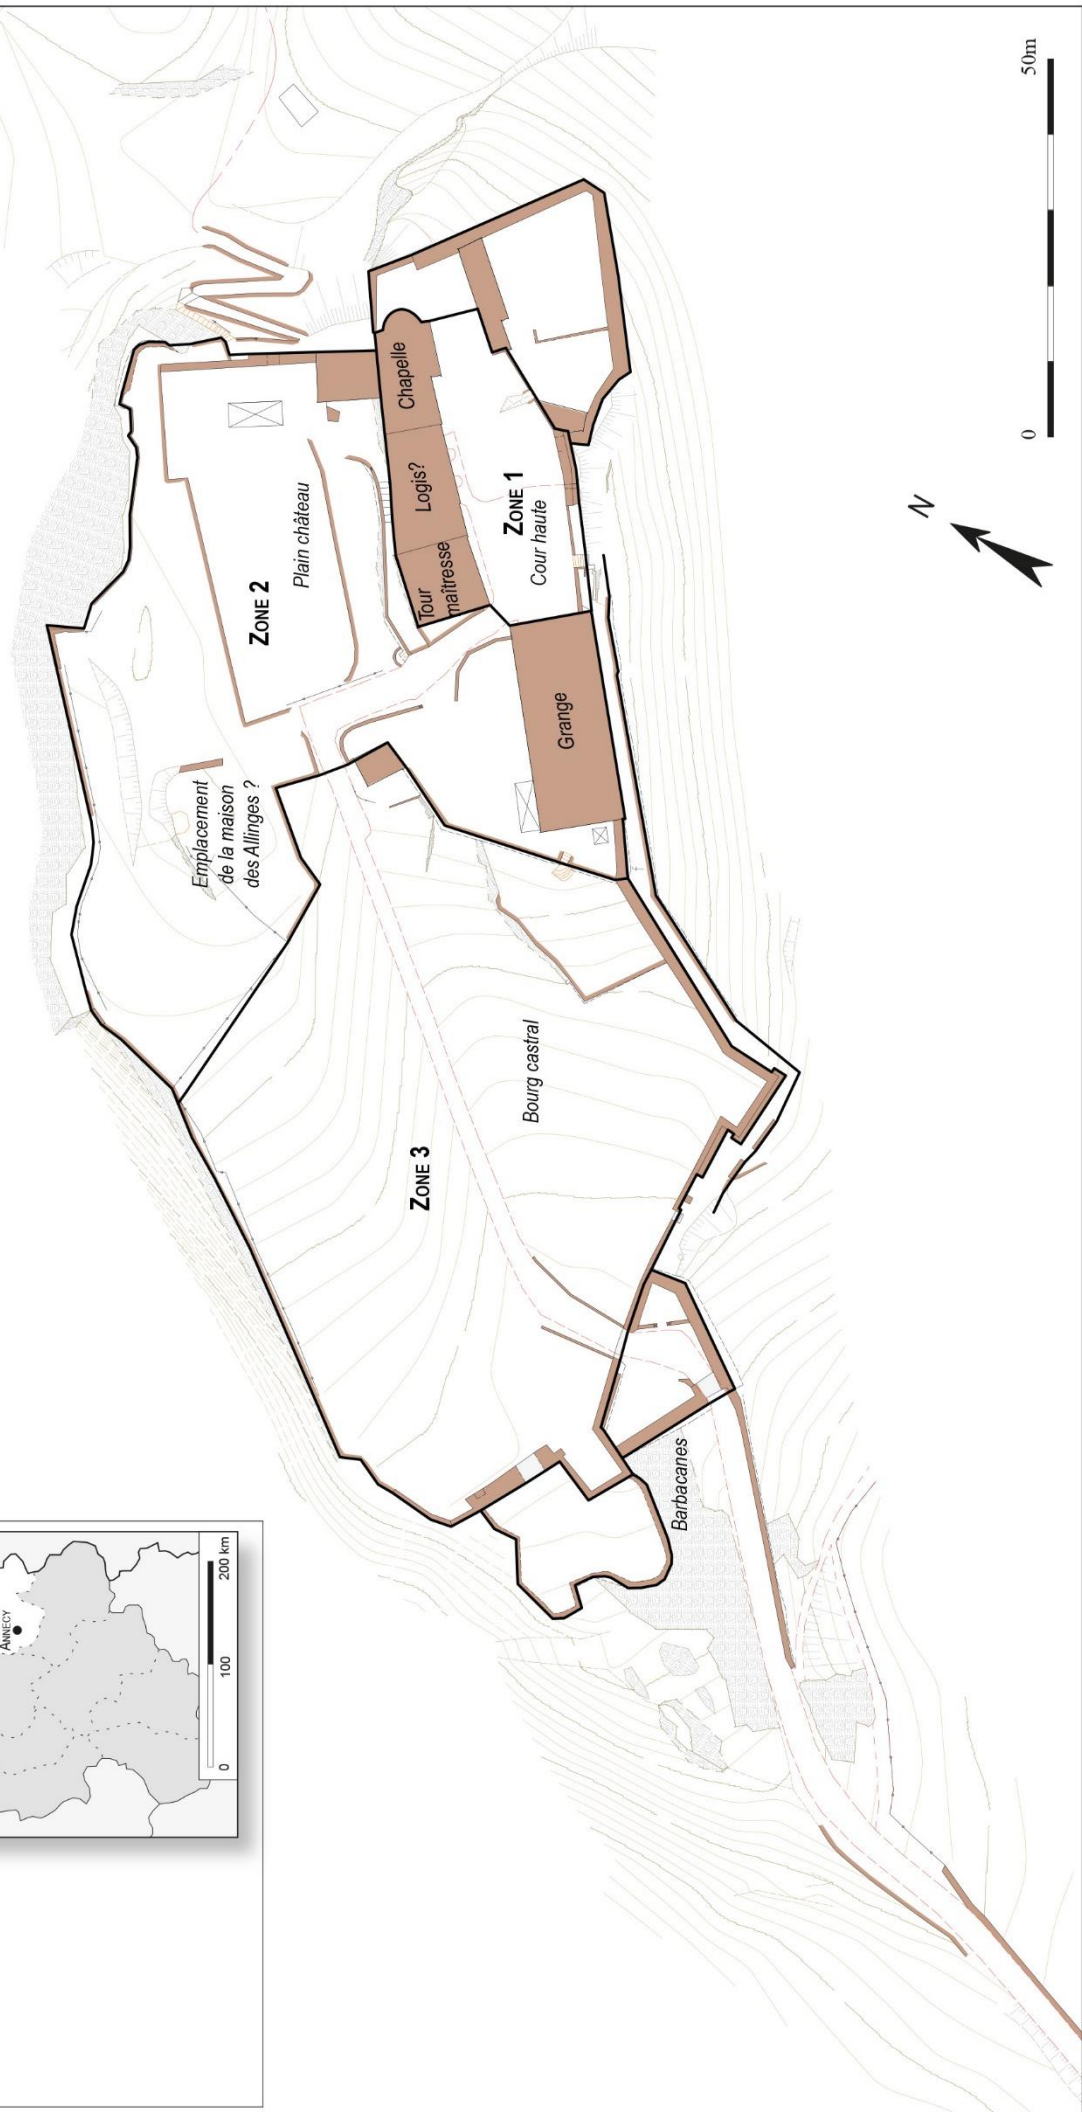 50m
0
N
Chapelle
Logis?
Tour
maîtresse
ZONE 1
Cour haute
Plain château
ZONE 2
Grange
Emplacement
de la maison
des Allinges ?
Bourg castral
ZONE 3
Barbacanes
ANNECY
0
100
200 km